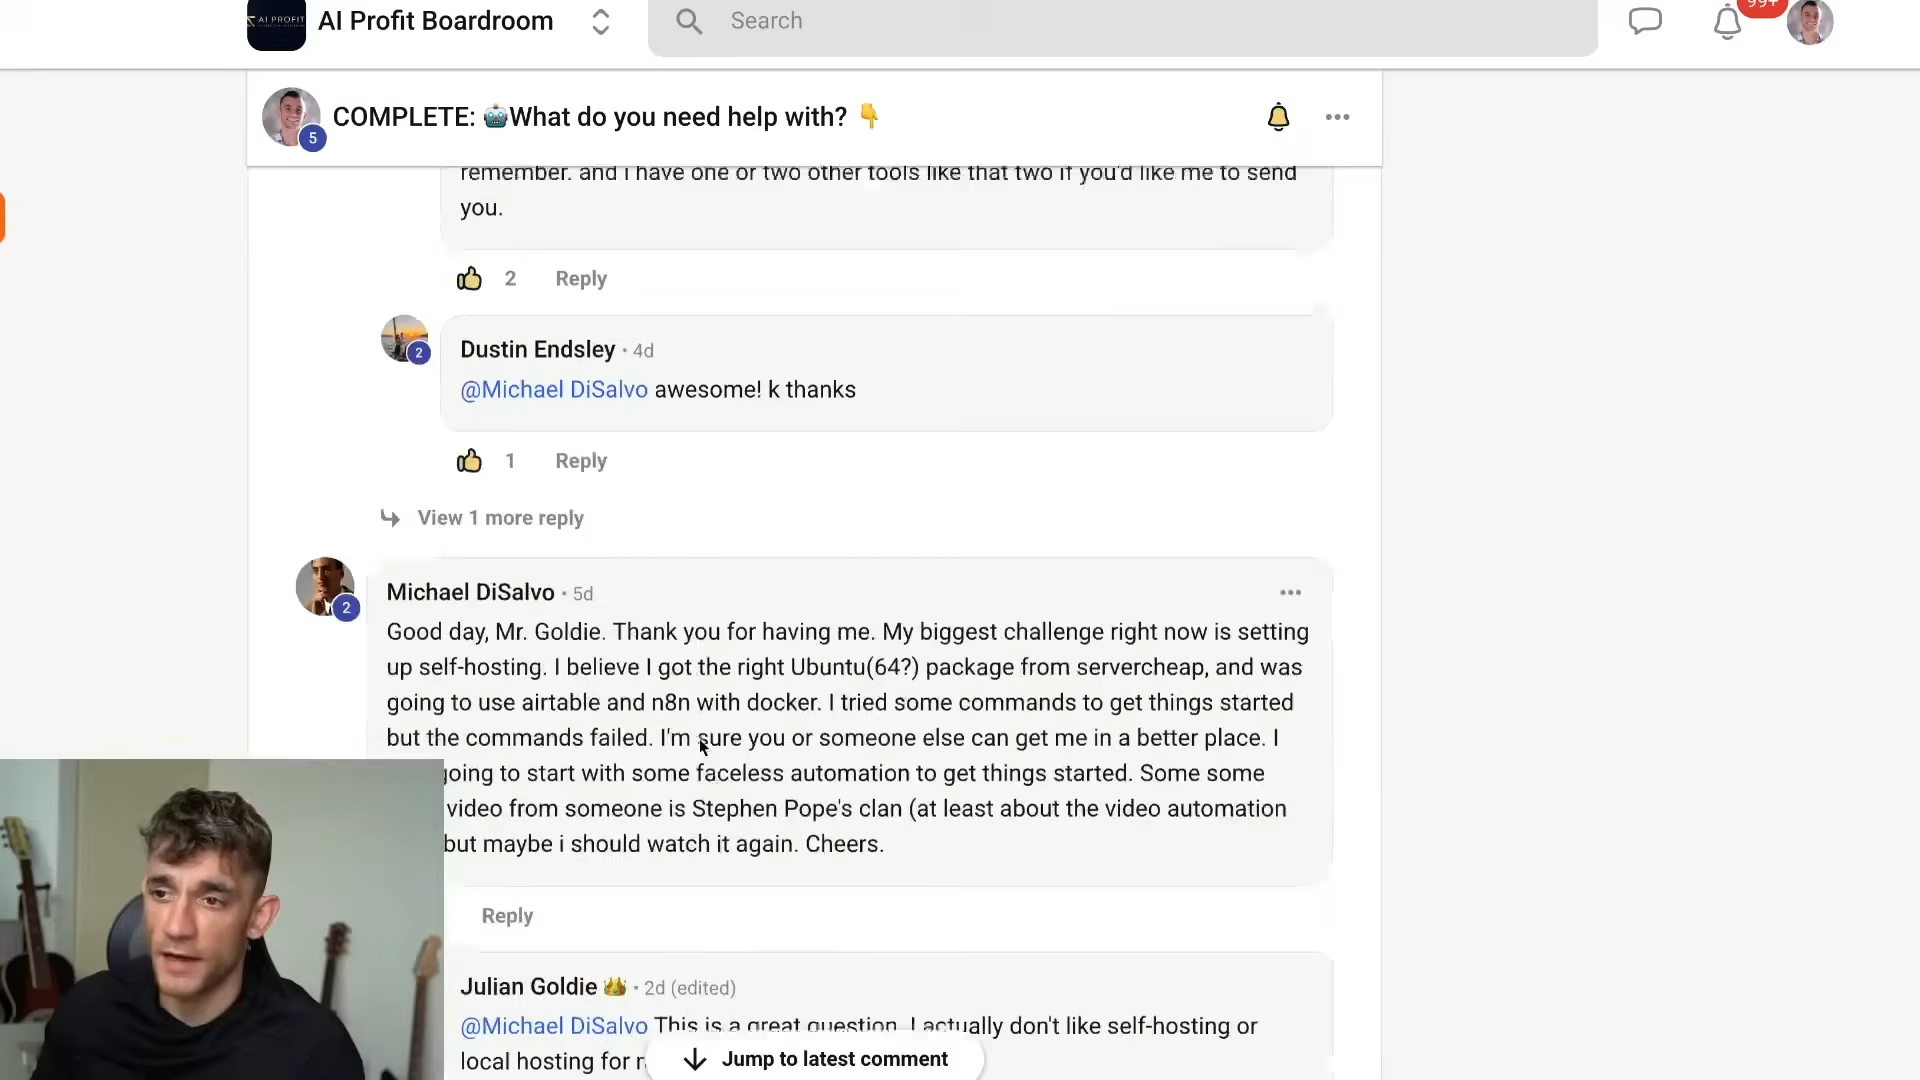 AI PROFIT
AI Profit Boardroom
Search
99+
5
COMPLETE: 🤖What do you need help with? 👇
remember. and I have one or two other tools like that two if you'd like me to send
you.
2 Reply
2
Dustin Endsley · 4d
@Michael DiSalvo awesome! k thanks
1 Reply
View 1 more reply
2
Michael DiSalvo · 5d
Good day, Mr. Goldie. Thank you for having me. My biggest challenge right now is setting
up self-hosting. I believe I got the right Ubuntu(64?) package from servercheap, and was
going to use airtable and n8n with docker. I tried some commands to get things started
but the commands failed. I'm sure you or someone else can get me in a better place. I
going to start with some faceless automation to get things started. Some some
video from someone is Stephen Pope's clan (at least about the video automation
but maybe i should watch it again. Cheers.
Reply
Julian Goldie 👑 · 2d (edited)
@Michael DiSalvo This is a great question. I actually don't like self-hosting or
local hosting for
Jump to latest comment